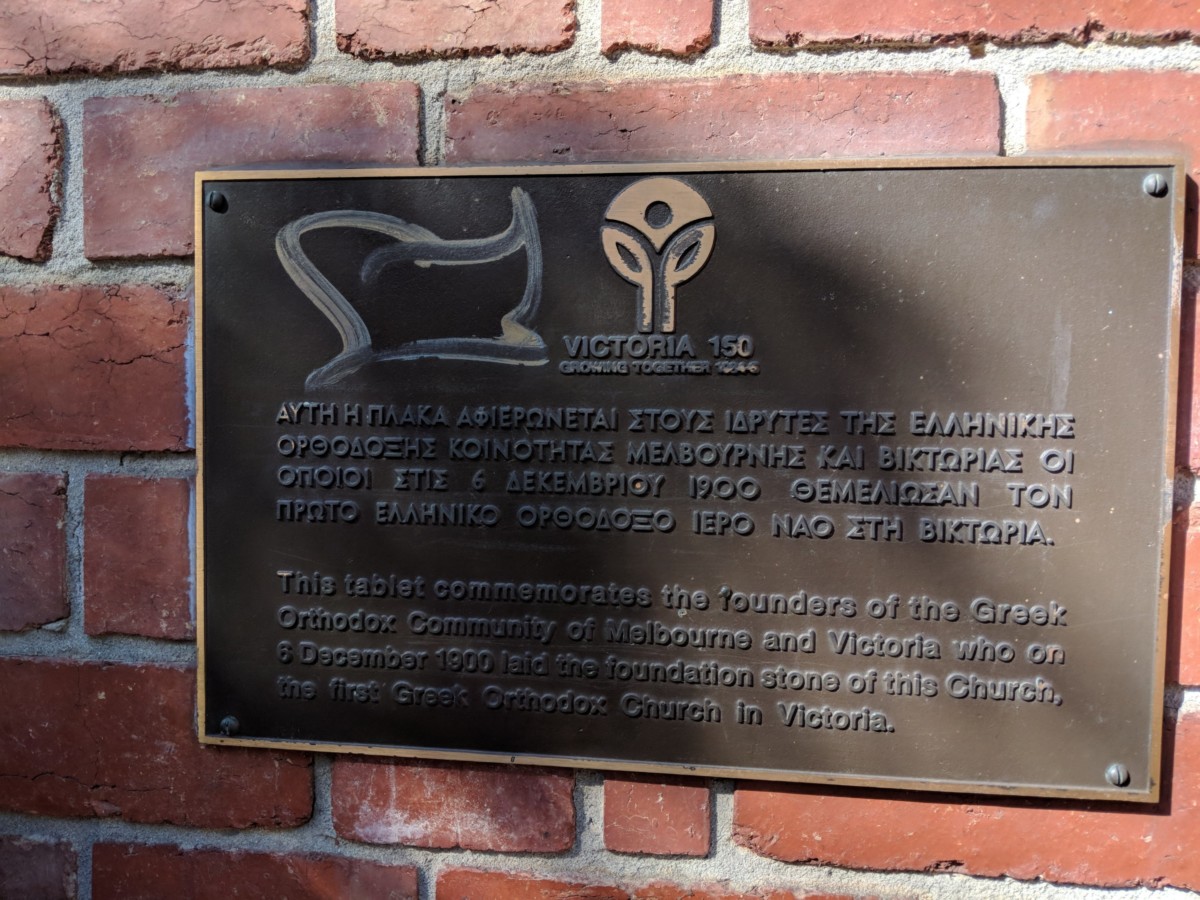 VICTORIA 150
GROWING TOGETHER 1984-5
ΑΥΤΗ Η ΠΛΑΚΑ ΑΦΙΕΡΩΝΕΤΑΙ ΣΤΟΥΣ ΙΔΡΥΤΕΣ ΤΗΣ ΕΛΛΗΝΙΚΗΣ
ΟΡΘΟΔΟΞΗΣ ΚΟΙΝΟΤΗΤΑΣ ΜΕΛΒΟΥΡΝΗΣ ΚΑΙ ΒΙΚΤΩΡΙΑΣ ΟΙ
ΟΠΟΙΟΙ ΣΤΙΣ 6 ΔΕΚΕΜΒΡΙΟΥ 1900 ΘΕΜΕΛΙΩΣΑΝ ΤΟΝ
ΠΡΩΤΟ ΕΛΛΗΝΙΚΟ ΟΡΘΟΔΟΞΟ ΙΕΡΟ ΝΑΟ ΣΤΗ ΒΙΚΤΩΡΙΑ.
This tablet commemorates the founders of the Greek
Orthodox Community of Melbourne and Victoria who on
6 December 1900 laid the foundation stone of this Church,
the first Greek Orthodox Church in Victoria.